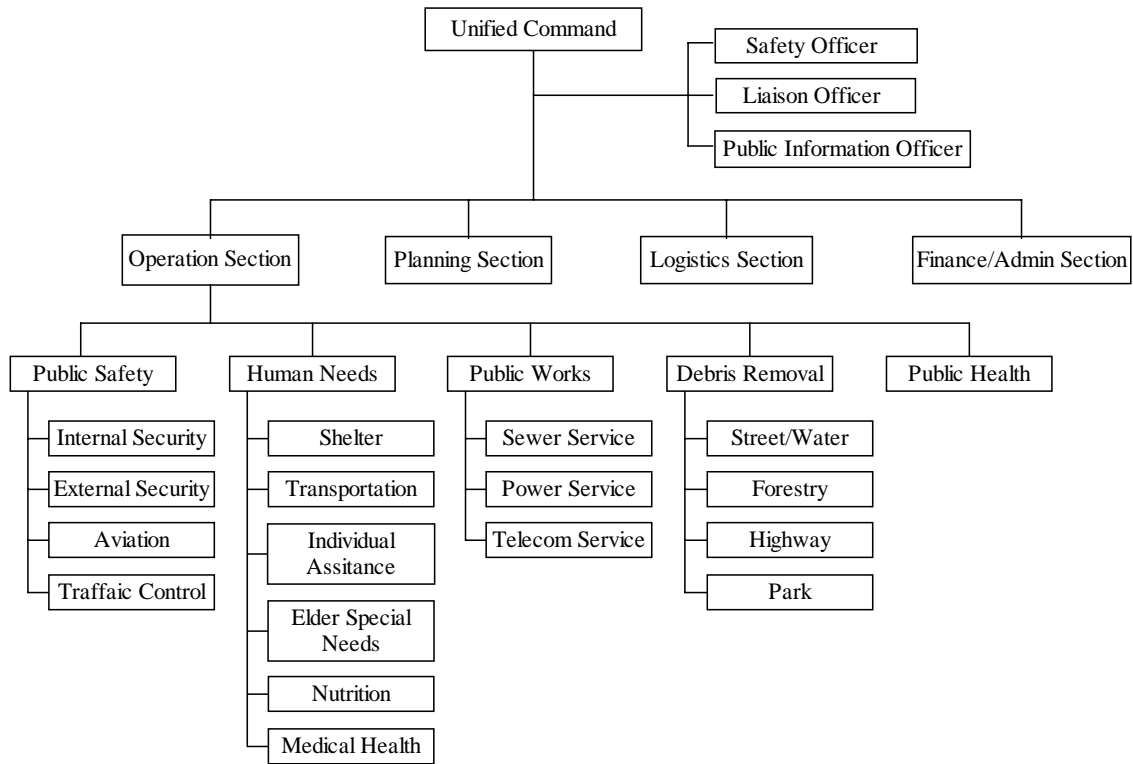 Unified Command
Safety Officer
Liaison Officer
Public Information Officer
Operation Section
Planning Section
Logistics Section
Finance/Admin Section
Public Safety
Human Needs
Public Works
Debris Removal
Public Health
Internal Security
External Security
Aviation
Traffaic Control
Shelter
Transportation
Individual
Assitance
Elder Special
Needs
Nutrition
Medical Health
Sewer Service
Power Service
Telecom Service
Street/Water
Forestry
Highway
Park